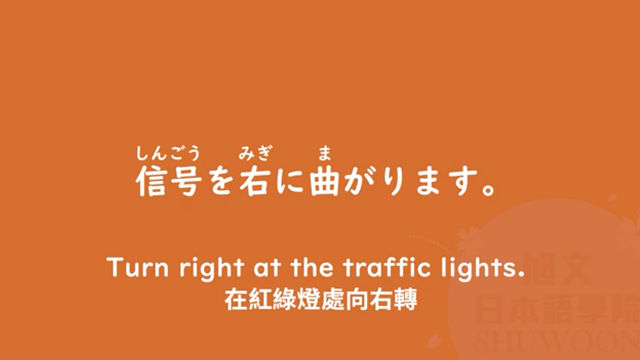 しんごう みぎ ま
信号を右に曲がります。
Turn right at the traffic lights.
在紅綠燈處向右轉
旭文
日本語學院
SHUWOON